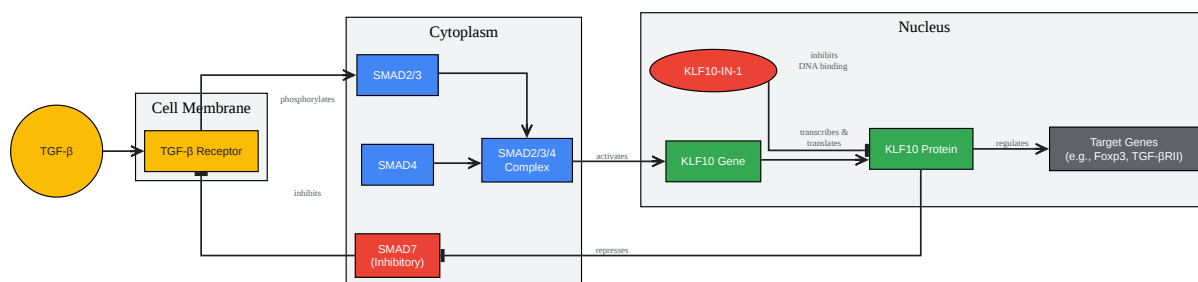 TGF-β
Cell Membrane
TGF-β Receptor
phosphorylates
inhibits
Cytoplasm
SMAD2/3
SMAD4
SMAD2/3/4
Complex
SMAD7
(Inhibitory)
activates
represses
Nucleus
KLF10-IN-1
inhibits
DNA binding
KLF10 Gene
transcribes &
translates
KLF10 Protein
regulates
Target Genes
(e.g., Foxp3, TGF-βRII)